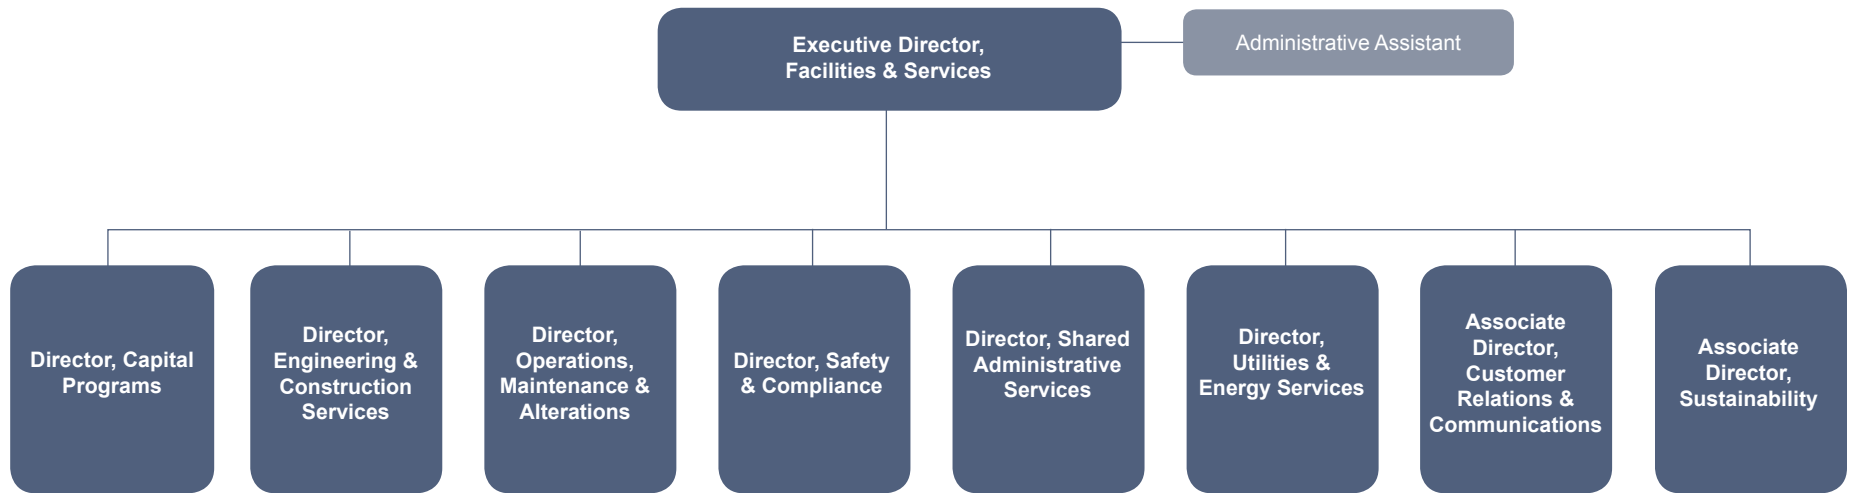 Executive Director,
Facilities & Services
Administrative Assistant
Director, Capital
Programs
Director,
Engineering &
Construction
Services
Director,
Operations,
Maintenance &
Alterations
Director, Safety
& Compliance
Director, Shared
Administrative
Services
Director,
Utilities &
Energy Services
Associate
Director,
Customer
Relations &
Communications
Associate
Director,
Sustainability